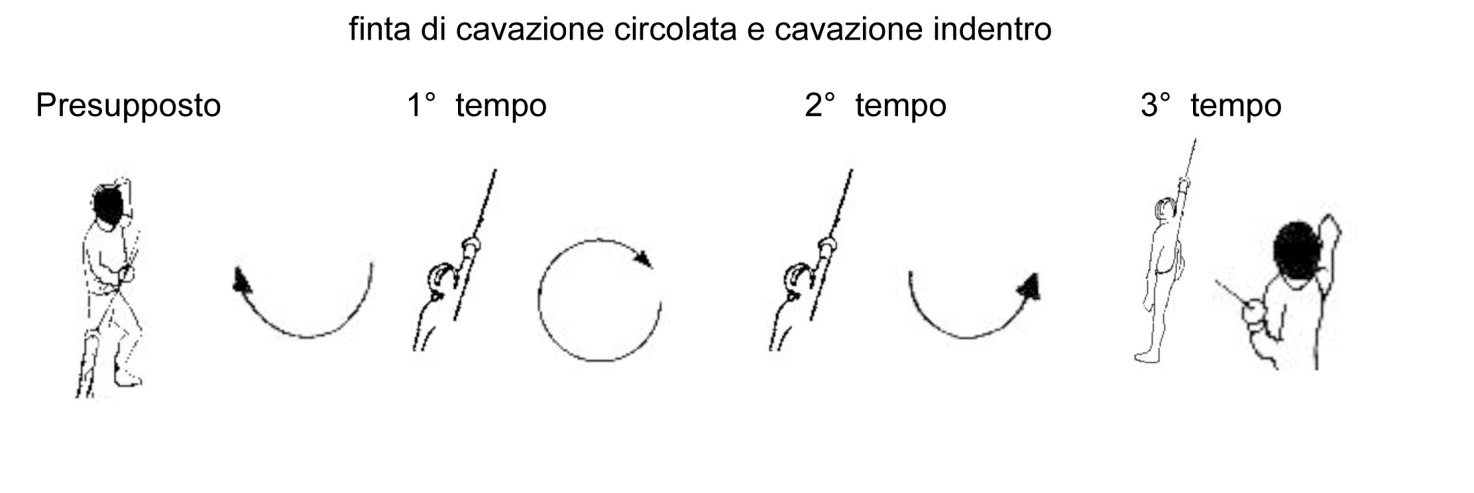 finta di cavazione circolata e cavazione indentro
Presupposto 1° tempo 2° tempo 3° tempo